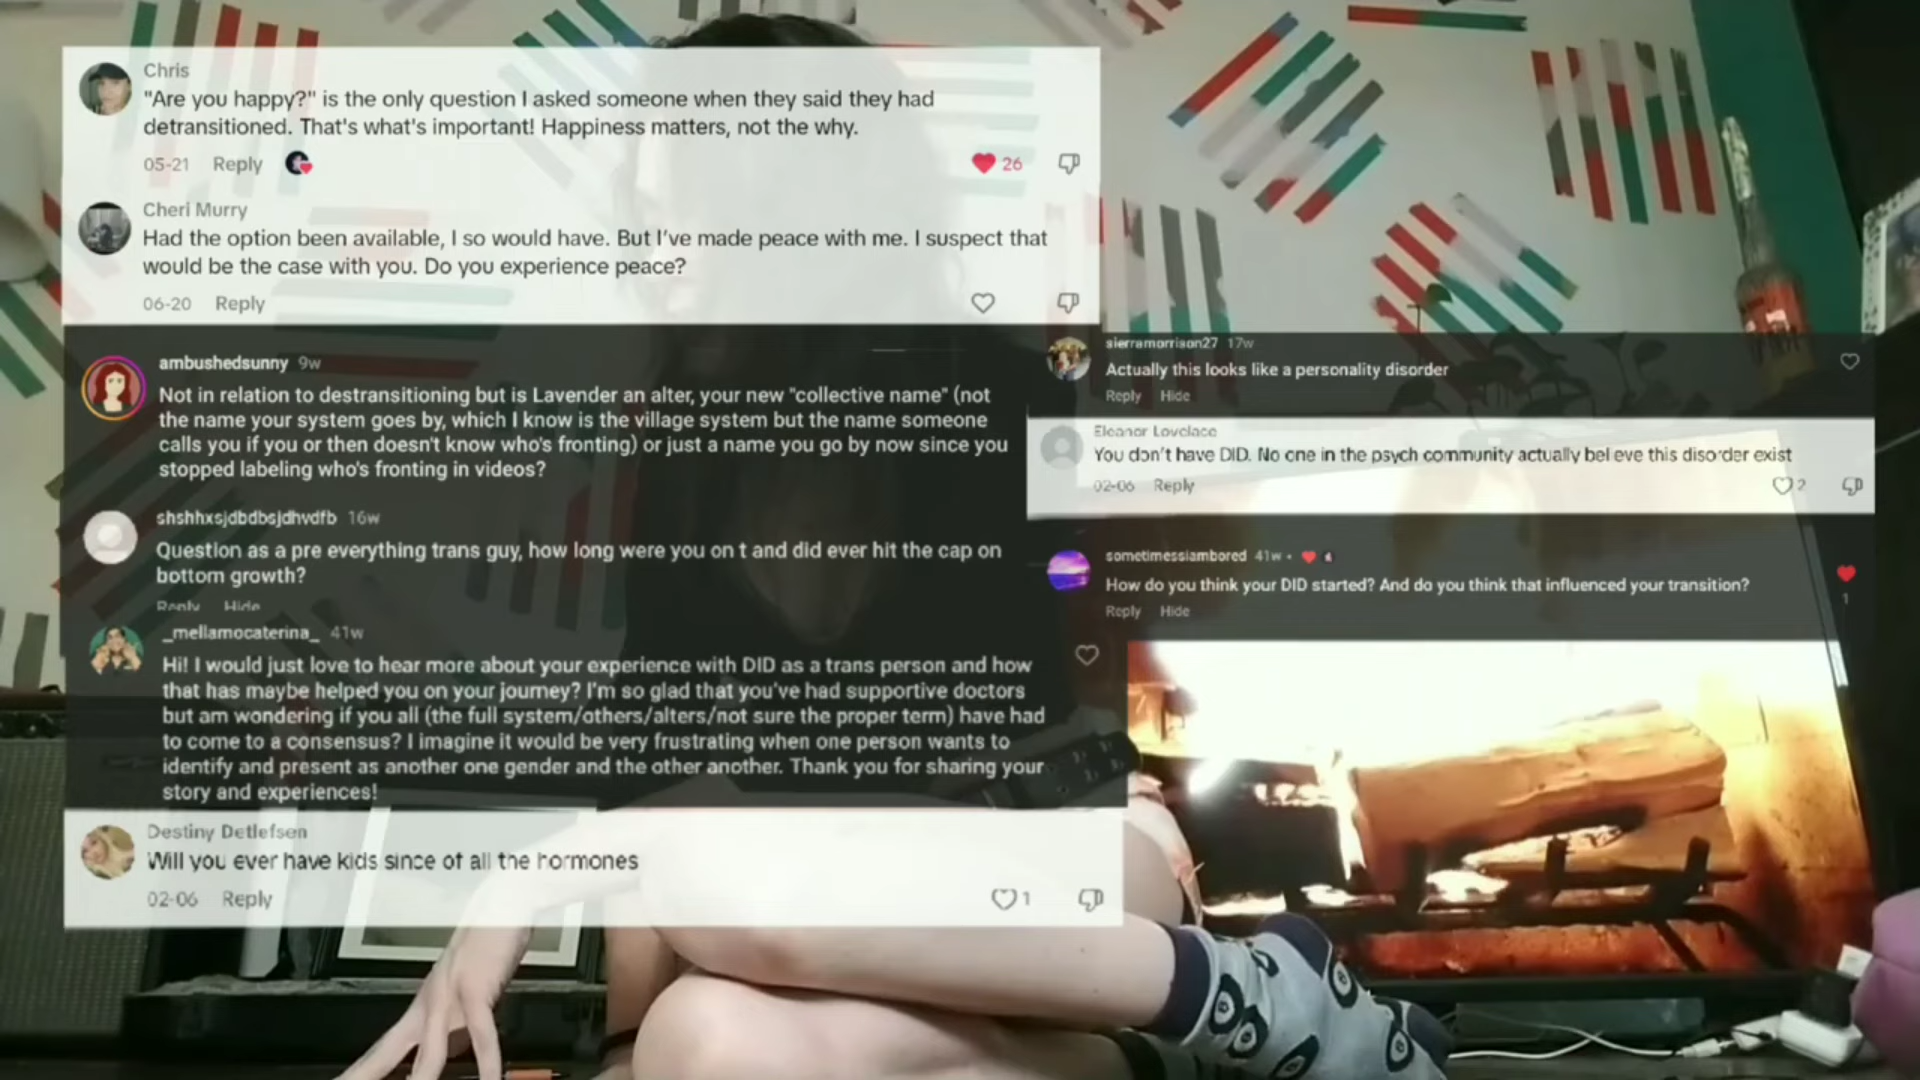 Chris
"Are you happy?" is the only question I asked someone when they said they had
detransitioned. That's what's important! Happiness matters, not the why.
05-21 Reply
26
Cheri Murry
Had the option been available, I so would have. But I've made peace with me. I suspect that
would be the case with you. Do you experience peace?
06-20 Reply
ambushedsunny 9w
Not in relation to destransitioning but is Lavender an alter, your new "collective name" (not
the name your system goes by, which I know is the village system but the name someone
calls you if you or then doesn't know who's fronting) or just a name you go by now since you
stopped labeling who's fronting in videos?
shshhxsjdbdbsjdhvdfb 16w
Question as a pre everything trans guy, how long were you on t and did ever hit the cap on
bottom growth?
Reply Hide
_mellamocaterina_ 41w
Hi! I would just love to hear more about your experience with DID as a trans person and how
that has maybe helped you on your journey? I'm so glad that you've had supportive doctors
but am wondering if you all (the full system/others/alters/not sure the proper term) have had
to come to a consensus? I imagine it would be very frustrating when one person wants to
identify and present as another one gender and the other another. Thank you for sharing your
story and experiences!
Destiny Detlefsen
Will you ever have kids since of all the hormones
02-06 Reply
1
sierramorrison27 17w
Actually this looks like a personality disorder
Reply Hide
Eleanor Lovelace
You don't have DID. No one in the psych community actually believe this disorder exist
02-06 Reply
2
sometimessiambored 41w
How do you think your DID started? And do you think that influenced your transition?
Reply Hide
1